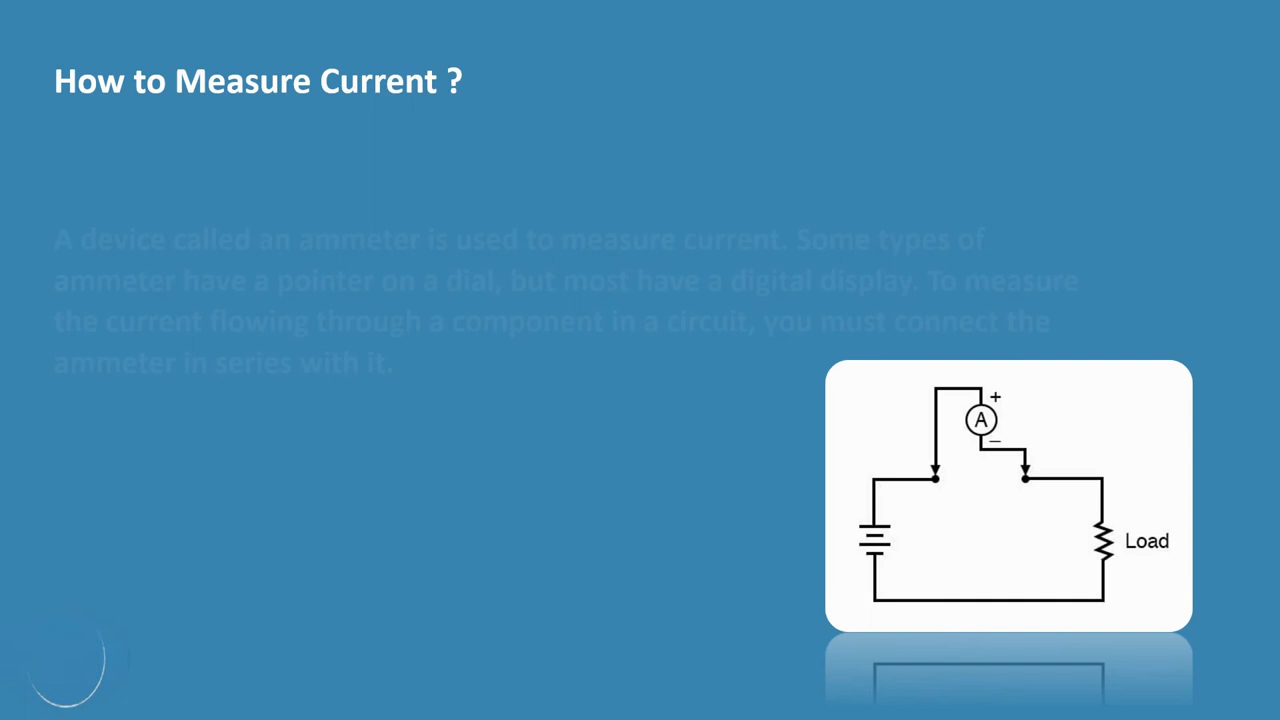 How to Measure Current ?
A device called an ammeter is used to measure current. Some types of
ammeter have a pointer on a dial, but most have a digital display. To measure
the current flowing through a component in a circuit, you must connect the
ammeter in series with it.
+
A
–
Load